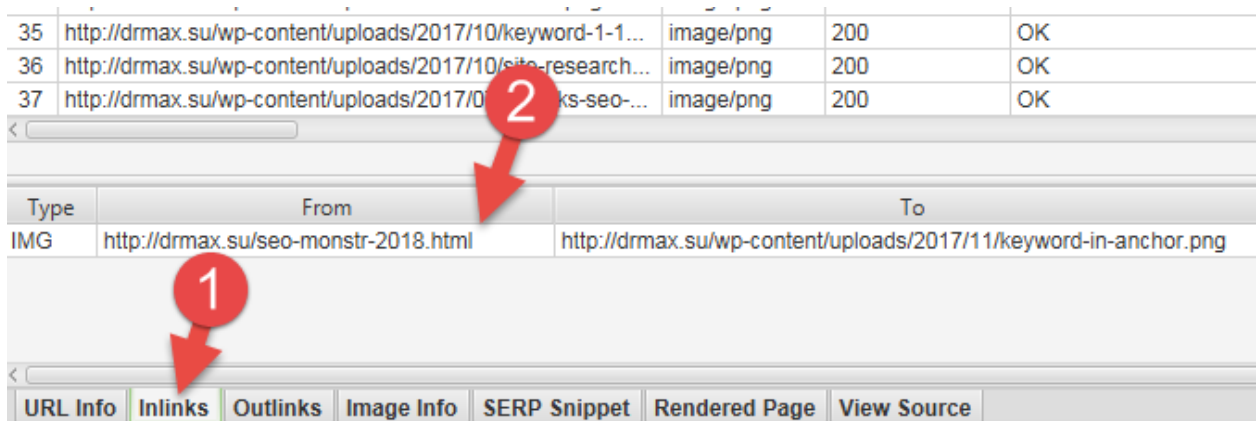 35 http://drmax.su/wp-content/uploads/2017/10/keyword-1-1... image/png 200 OK
36 http://drmax.su/wp-content/uploads/2017/10/site-research... image/png 200 OK
37 http://drmax.su/wp-content/uploads/2017/0 ks-seo-... image/png 200 OK
2
Type From To
IMG http://drmax.su/seo-monstr-2018.html http://drmax.su/wp-content/uploads/2017/11/keyword-in-anchor.png
1
URL Info Inlinks Outlinks Image Info SERP Snippet Rendered Page View Source